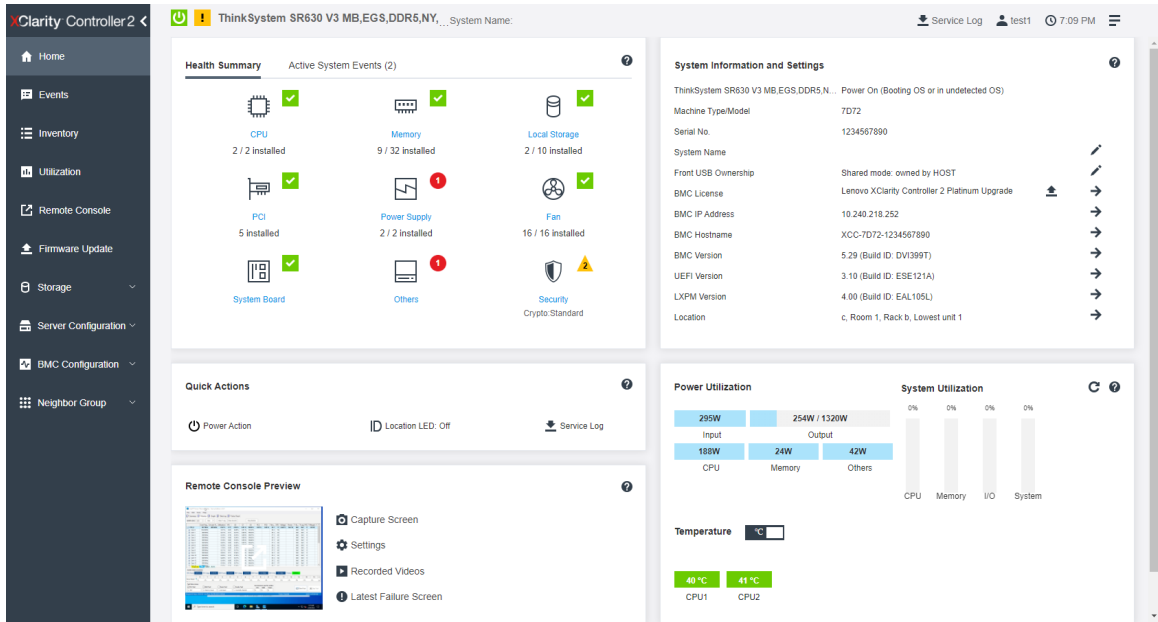 XClarity Controller 2
ThinkSystem SR630 V3 MB,EGS,DDR5,NY,... System Name:
Service Log
test1
7:09 PM
Home
Events
Inventory
Utilization
Remote Console
Firmware Update
Storage
Server Configuration
BMC Configuration
Neighbor Group
Health Summary
Active System Events (2)
CPU
2 / 2 installed
Memory
9 / 32 installed
Local Storage
2 / 10 installed
PCI
5 installed
1
Power Supply
2 / 2 installed
Fan
16 / 16 installed
System Board
1
Others
2
Security
Crypto:Standard
System Information and Settings
ThinkSystem SR630 V3 MB,EGS,DDR5,N... Power On (Booting OS or in undetected OS)
Machine Type/Model 7D72
Serial No. 1234567890
System Name
Front USB Ownership Shared mode: owned by HOST
BMC License Lenovo XClarity Controller 2 Platinum Upgrade
BMC IP Address 10.240.218.252
BMC Hostname XCC-7D72-1234567890
BMC Version 5.29 (Build ID: DVI399T)
UEFI Version 3.10 (Build ID: ESE121A)
LXPM Version 4.00 (Build ID: EAL105L)
Location c, Room 1, Rack b, Lowest unit 1
Quick Actions
Power Action
Location LED: Off
Service Log
Remote Console Preview
Capture Screen
Settings
Recorded Videos
Latest Failure Screen
Power Utilization
295W 254W / 1320W
Input Output
188W 24W 42W
CPU Memory Others
System Utilization
0% 0% 0% 0%
CPU Memory I/O System
Temperature °C
40 °C 41 °C
CPU1 CPU2